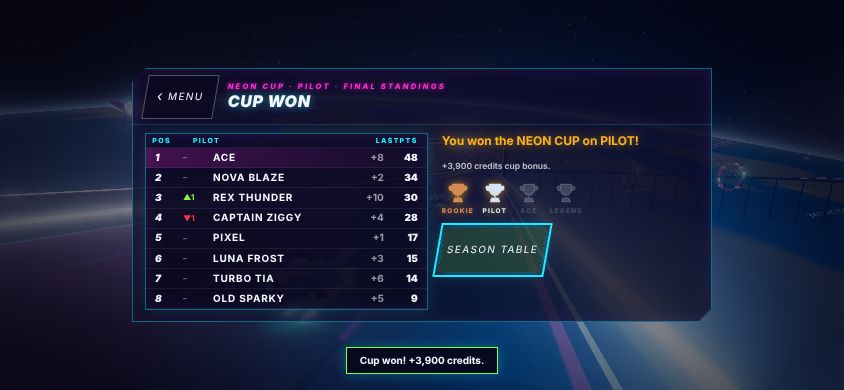 ‹ MENU
NEON CUP · PILOT · FINAL STANDINGS
CUP WON
POS PILOT LASTPTS
1 – ACE +8 48
2 – NOVA BLAZE +2 34
3 ▲1 REX THUNDER +10 30
4 ▼1 CAPTAIN ZIGGY +4 28
5 – PIXEL +1 17
6 – LUNA FROST +3 15
7 – TURBO TIA +6 14
8 – OLD SPARKY +5 9
You won the NEON CUP on PILOT!
+3,900 credits cup bonus.
ROOKIE PILOT ACE LEGEND
SEASON TABLE
Cup won! +3,900 credits.